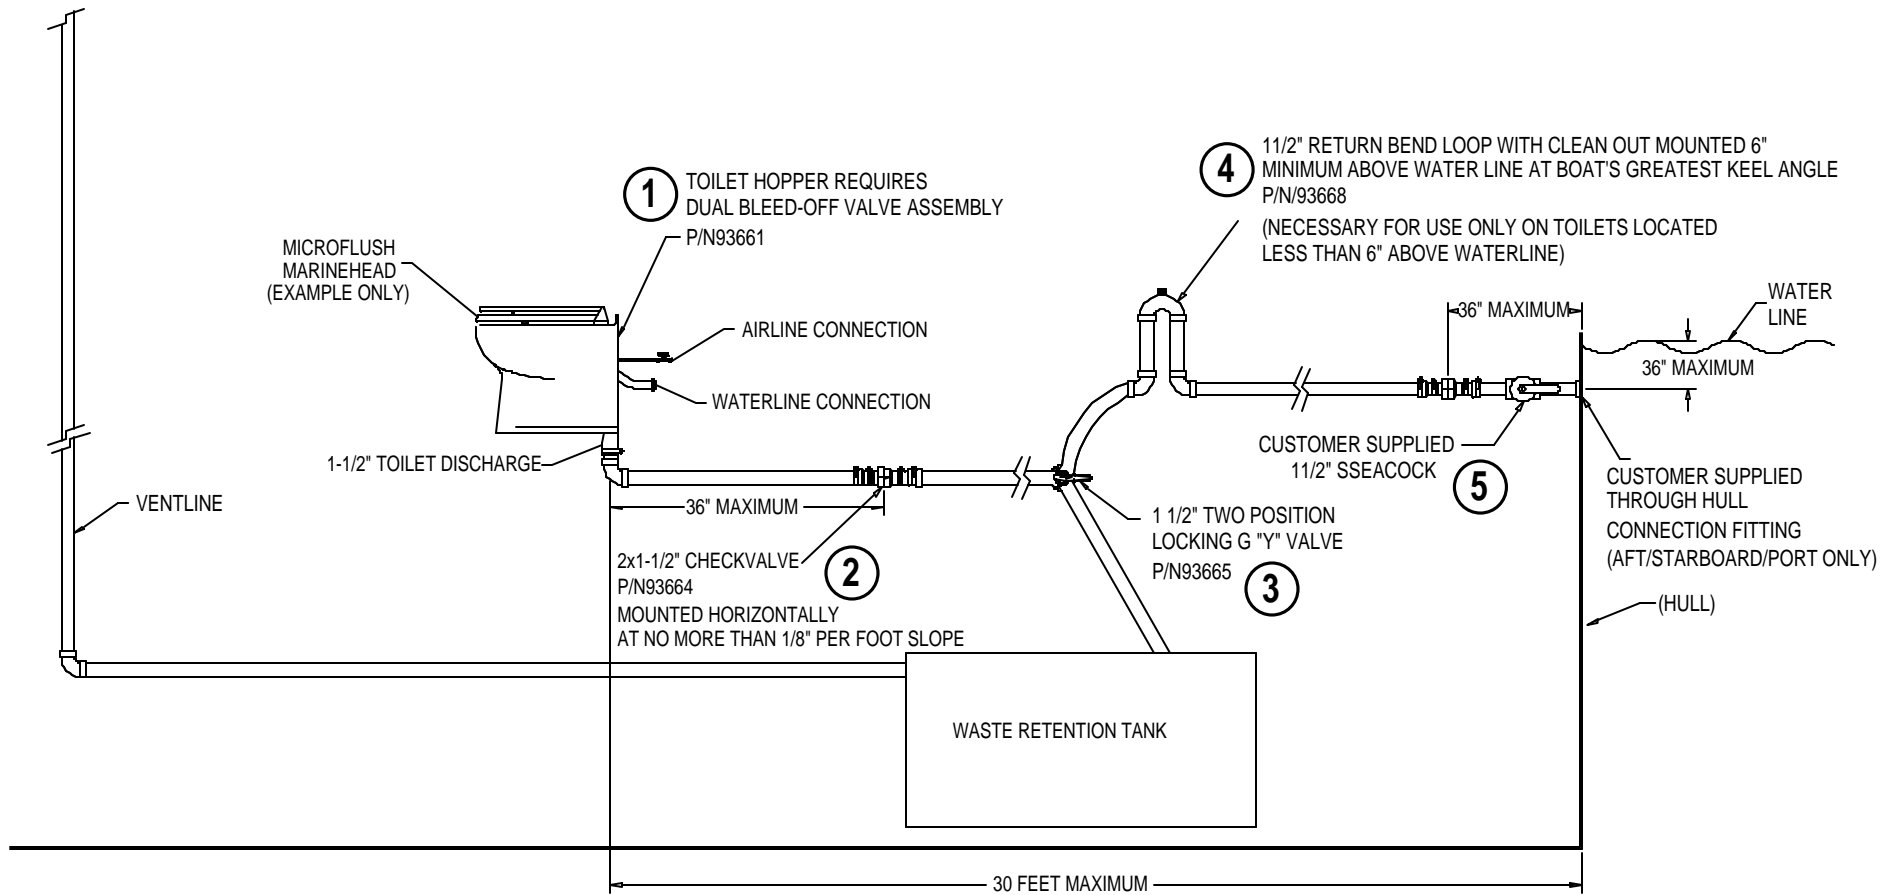 1
TOILET HOPPER REQUIRES
DUAL BLEED-OFF VALVE ASSEMBLY
P/N93661
4
11/2" RETURN BEND LOOP WITH CLEAN OUT MOUNTED 6"
MINIMUM ABOVE WATER LINE AT BOAT'S GREATEST KEEL ANGLE
P/N/93668
(NECESSARY FOR USE ONLY ON TOILETS LOCATED
LESS THAN 6" ABOVE WATERLINE)
MICROFLUSH
MARINEHEAD
(EXAMPLE ONLY)
AIRLINE CONNECTION
WATERLINE CONNECTION
36" MAXIMUM
WATER
LINE
36" MAXIMUM
1-1/2" TOILET DISCHARGE
VENTLINE
36" MAXIMUM
2x1-1/2" CHECKVALVE
P/N93664
2
MOUNTED HORIZONTALLY
AT NO MORE THAN 1/8" PER FOOT SLOPE
CUSTOMER SUPPLIED
11/2" SSEACOCK
5
1 1/2" TWO POSITION
LOCKING G "Y" VALVE
P/N93665
3
CUSTOMER SUPPLIED
THROUGH HULL
CONNECTION FITTING
(AFT/STARBOARD/PORT ONLY)
(HULL)
WASTE RETENTION TANK
30 FEET MAXIMUM